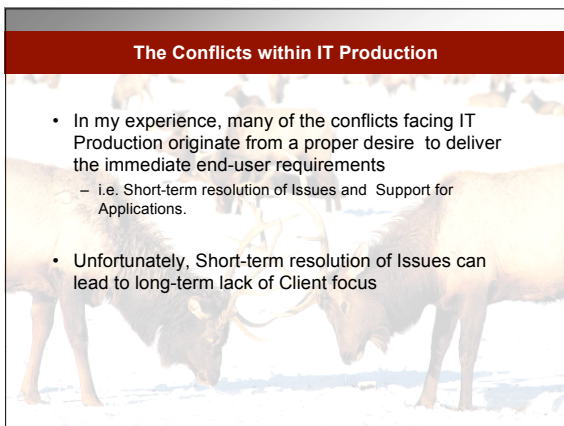 The Conflicts within IT Production
• In my experience, many of the conflicts facing IT
Production originate from a proper desire to deliver
the immediate end-user requirements
– i.e. Short-term resolution of Issues and Support for
Applications.
• Unfortunately, Short-term resolution of Issues can
lead to long-term lack of Client focus